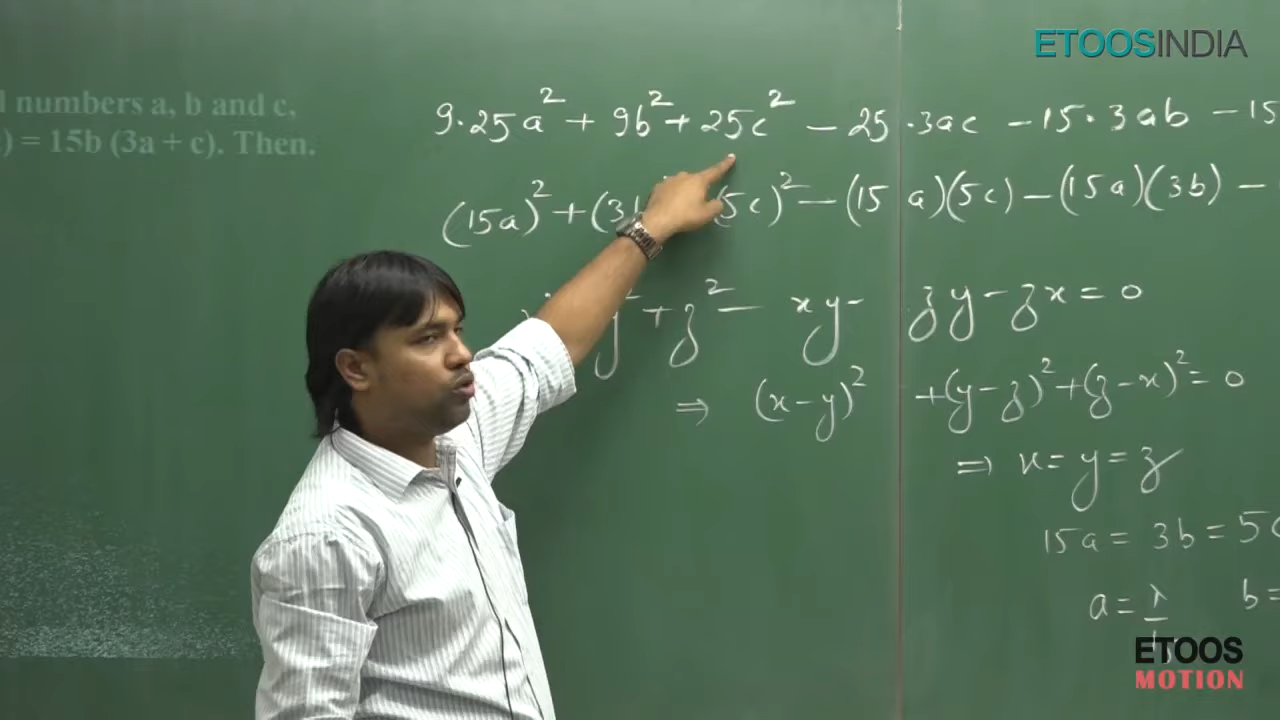 ETOOSINDIA
l numbers a, b and c,
) = 15b (3a + c). Then.
9·25a² + 9b² + 25c² – 25·3ac – 15·3ab – 15
(15a)² + (3b (5c)² – (15a)(5c) – (15a)(3b) –
+ z² – xy – zy – zx = 0
⇒ (x–y)² + (y–z)² + (z–x)² = 0
⇒ x = y = z
15a = 3b = 5c
a = λ/15 b =
ETOOS
MOTION